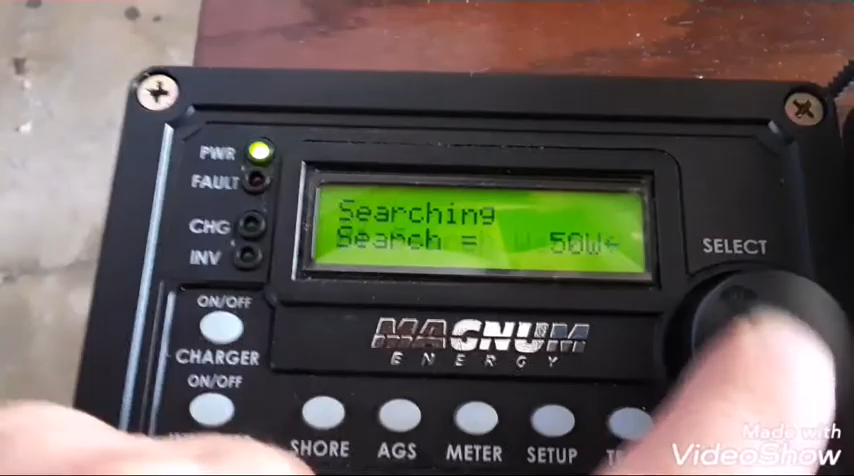 PWR
FAULT
CHG
INV
Searching
Search = 50W←
SELECT
ON/OFF
CHARGER
ON/OFF
MAGNUM
ENERGY
SHORE
AGS
METER
SETUP
Made with
VideoShow